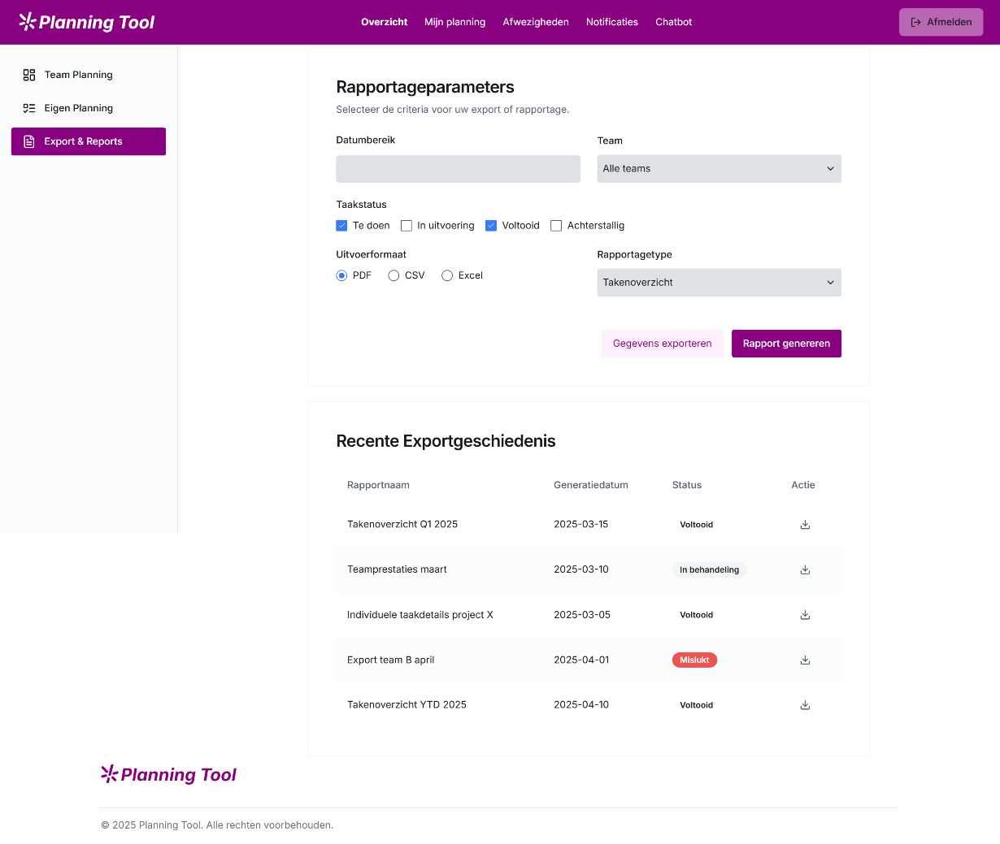 Planning Tool
Overzicht Mijn planning Afwezigheden Notificaties Chatbot
Afmelden
Team Planning
Eigen Planning
Export & Reports
Rapportageparameters
Selecteer de criteria voor uw export of rapportage.
Datumbereik Team
Alle teams
Taakstatus
Te doen In uitvoering Voltooid Achterstallig
Uitvoerformaat Rapportagetype
PDF CSV Excel
Takenoverzicht
Gegevens exporteren Rapport genereren
Recente Exportgeschiedenis
Rapportnaam Generatiedatum Status Actie
Takenoverzicht Q1 2025 2025-03-15 Voltooid
Teamprestaties maart 2025-03-10 In behandeling
Individuele taakdetails project X 2025-03-05 Voltooid
Export team B april 2025-04-01 Mislukt
Takenoverzicht YTD 2025 2025-04-10 Voltooid
Planning Tool
© 2025 Planning Tool. Alle rechten voorbehouden.